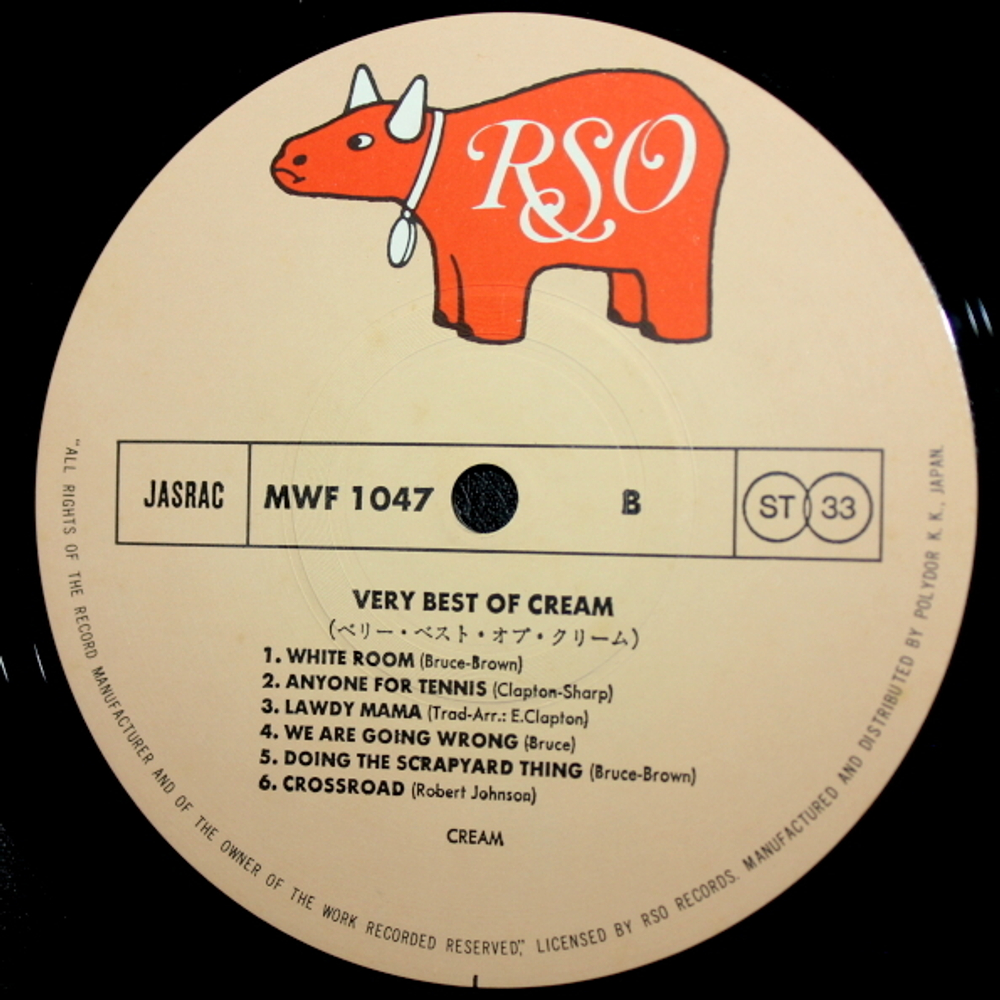 RSO
JASRAC
MWF 1047
B
ST 33
VERY BEST OF CREAM
(ベリー・ベスト・オブ・クリーム)
1. WHITE ROOM (Bruce-Brown)
2. ANYONE FOR TENNIS (Clapton-Sharp)
3. LAWDY MAMA (Trad-Arr.: E.Clapton)
4. WE ARE GOING WRONG (Bruce)
5. DOING THE SCRAPYARD THING (Bruce-Brown)
6. CROSSROAD (Robert Johnson)
CREAM
"ALL RIGHTS OF THE RECORD MANUFACTURER AND OF THE OWNER OF THE WORK RECORDED RESERVED", LICENSED BY RSO RECORDS. MANUFACTURED AND DISTRIBUTED BY POLYDOR K.K., JAPAN.